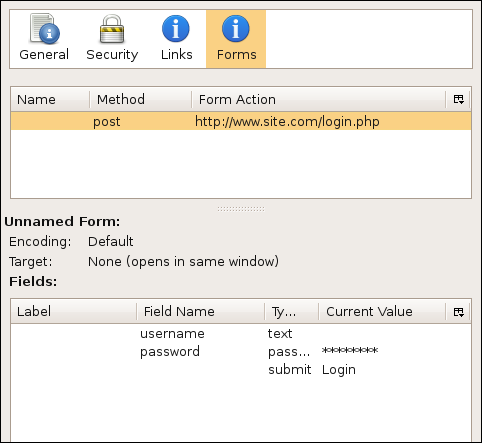 General Security Links Forms
Name Method Form Action
post http://www.site.com/login.php
Unnamed Form:
Encoding: Default
Target: None (opens in same window)
Fields:
Label Field Name Ty... Current Value
username text
password pass... ********
submit Login